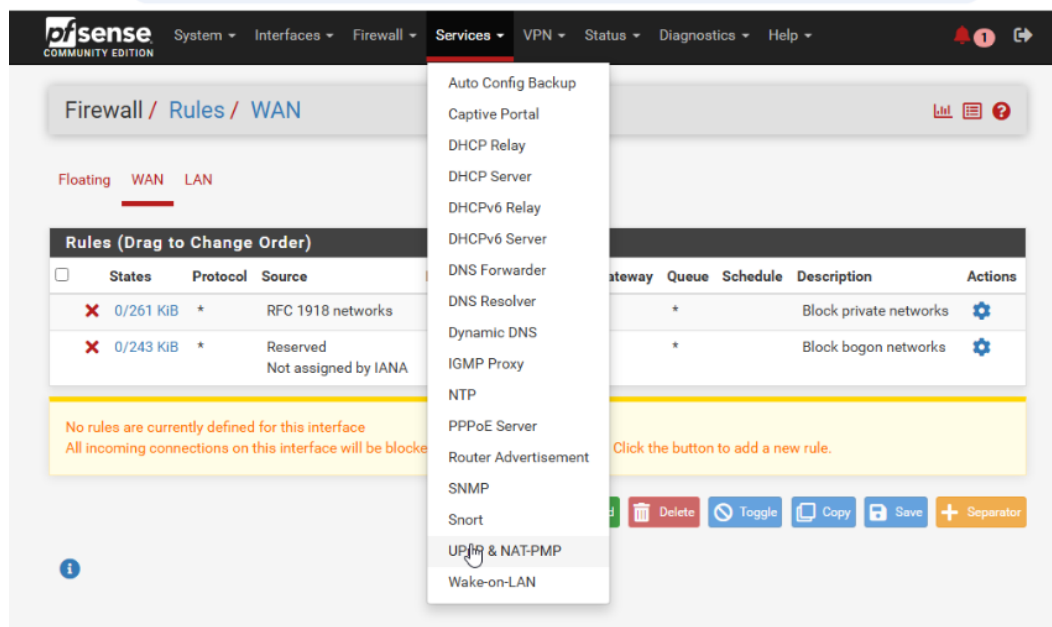 pfsense
COMMUNITY EDITION
System Interfaces Firewall Services VPN Status Diagnostics Help 1
Auto Config Backup
Captive Portal
DHCP Relay
DHCP Server
DHCPv6 Relay
DHCPv6 Server
DNS Forwarder
DNS Resolver
Dynamic DNS
IGMP Proxy
NTP
PPPoE Server
Router Advertisement
SNMP
Snort
& NAT-PMP
Wake-on-LAN
Firewall / Rules / WAN
Floating WAN LAN
Rules (Drag to Change Order)
States Protocol Source Queue Schedule Description Actions
0/261 KiB * RFC 1918 networks * Block private networks
0/243 KiB * Reserved * Block bogon networks
Not assigned by IANA
No rules are currently defined for this interface
All incoming connections on this interface will be Click the button to add a new rule.
Delete Toggle Copy Save Separator